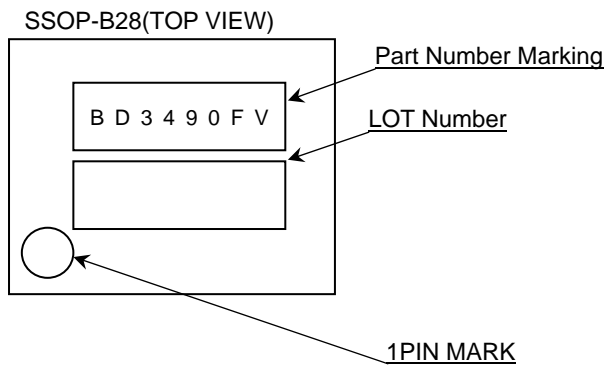 SSOP-B28(TOP VIEW)
Part Number Marking
B D 3 4 9 0 F V
LOT Number
1PIN MARK